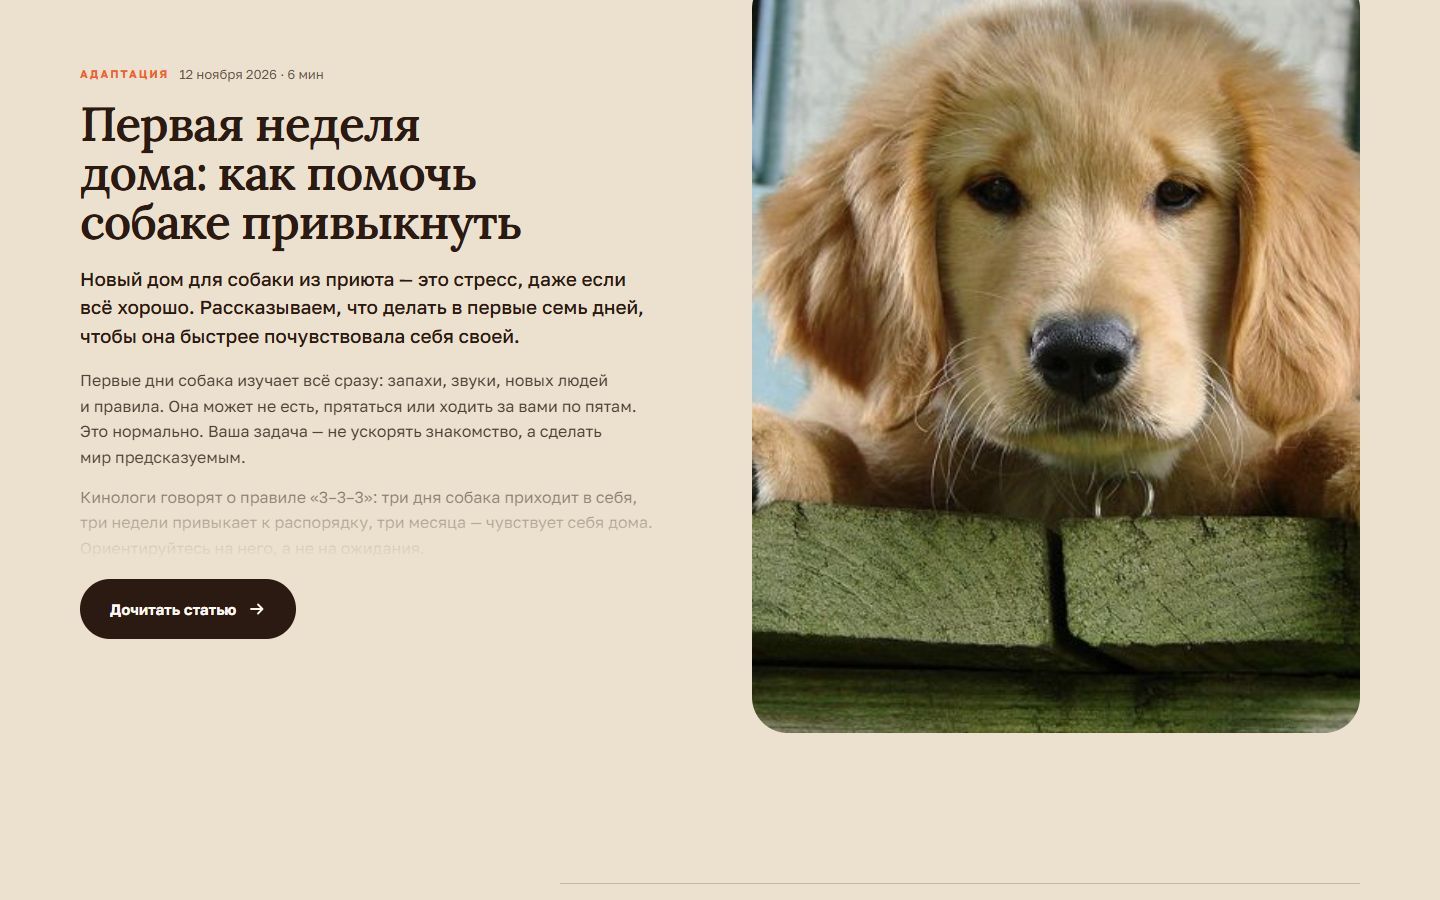 АДАПТАЦИЯ 12 ноября 2026 · 6 мин
Первая неделя
дома: как помочь
собаке привыкнуть
Новый дом для собаки из приюта — это стресс, даже если
всё хорошо. Рассказываем, что делать в первые семь дней,
чтобы она быстрее почувствовала себя своей.
Первые дни собака изучает всё сразу: запахи, звуки, новых людей
и правила. Она может не есть, прятаться или ходить за вами по пятам.
Это нормально. Ваша задача — не ускорять знакомство, а сделать
мир предсказуемым.
Кинологи говорят о правиле «3–3–3»: три дня собака приходит в себя,
три недели привыкает к распорядку, три месяца — чувствует себя дома.
Ориентируйтесь на него, а не на ожидания.
Дочитать статью →